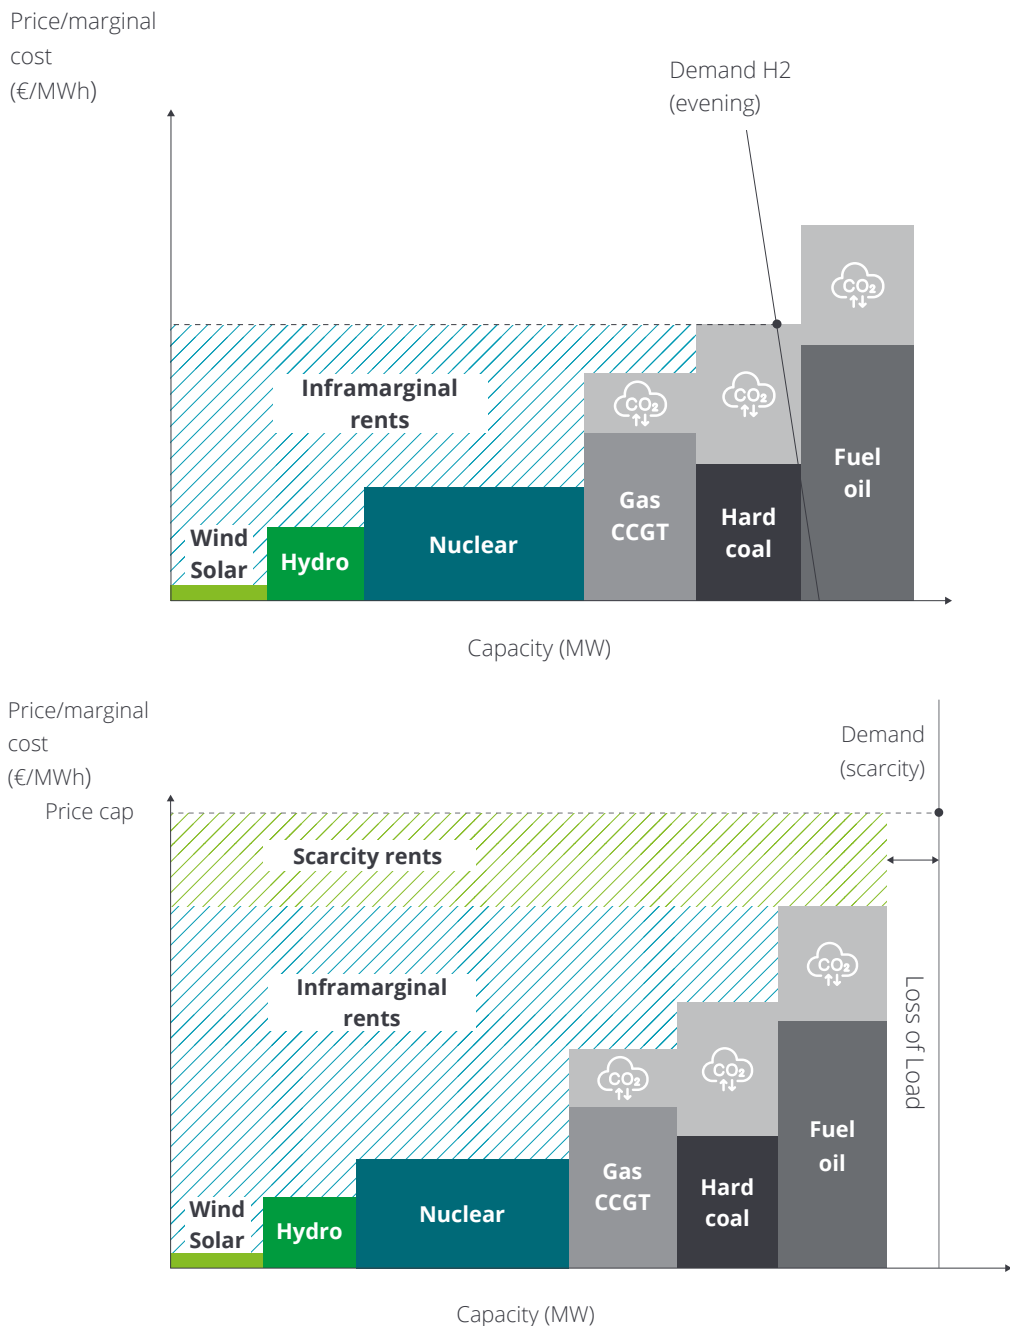 Price/marginal
cost
(€/MWh)
Demand H2
(evening)
CO₂
Inframarginal
rents
CO₂
CO₂
Fuel
oil
Gas
CCGT
Hard
coal
Wind
Solar
Hydro
Nuclear
Capacity (MW)
Price/marginal
cost
(€/MWh)
Demand
(scarcity)
Price cap
Scarcity rents
CO₂
Inframarginal
rents
Loss of Load
CO₂
CO₂
Fuel
oil
Gas
CCGT
Hard
coal
Wind
Solar
Hydro
Nuclear
Capacity (MW)